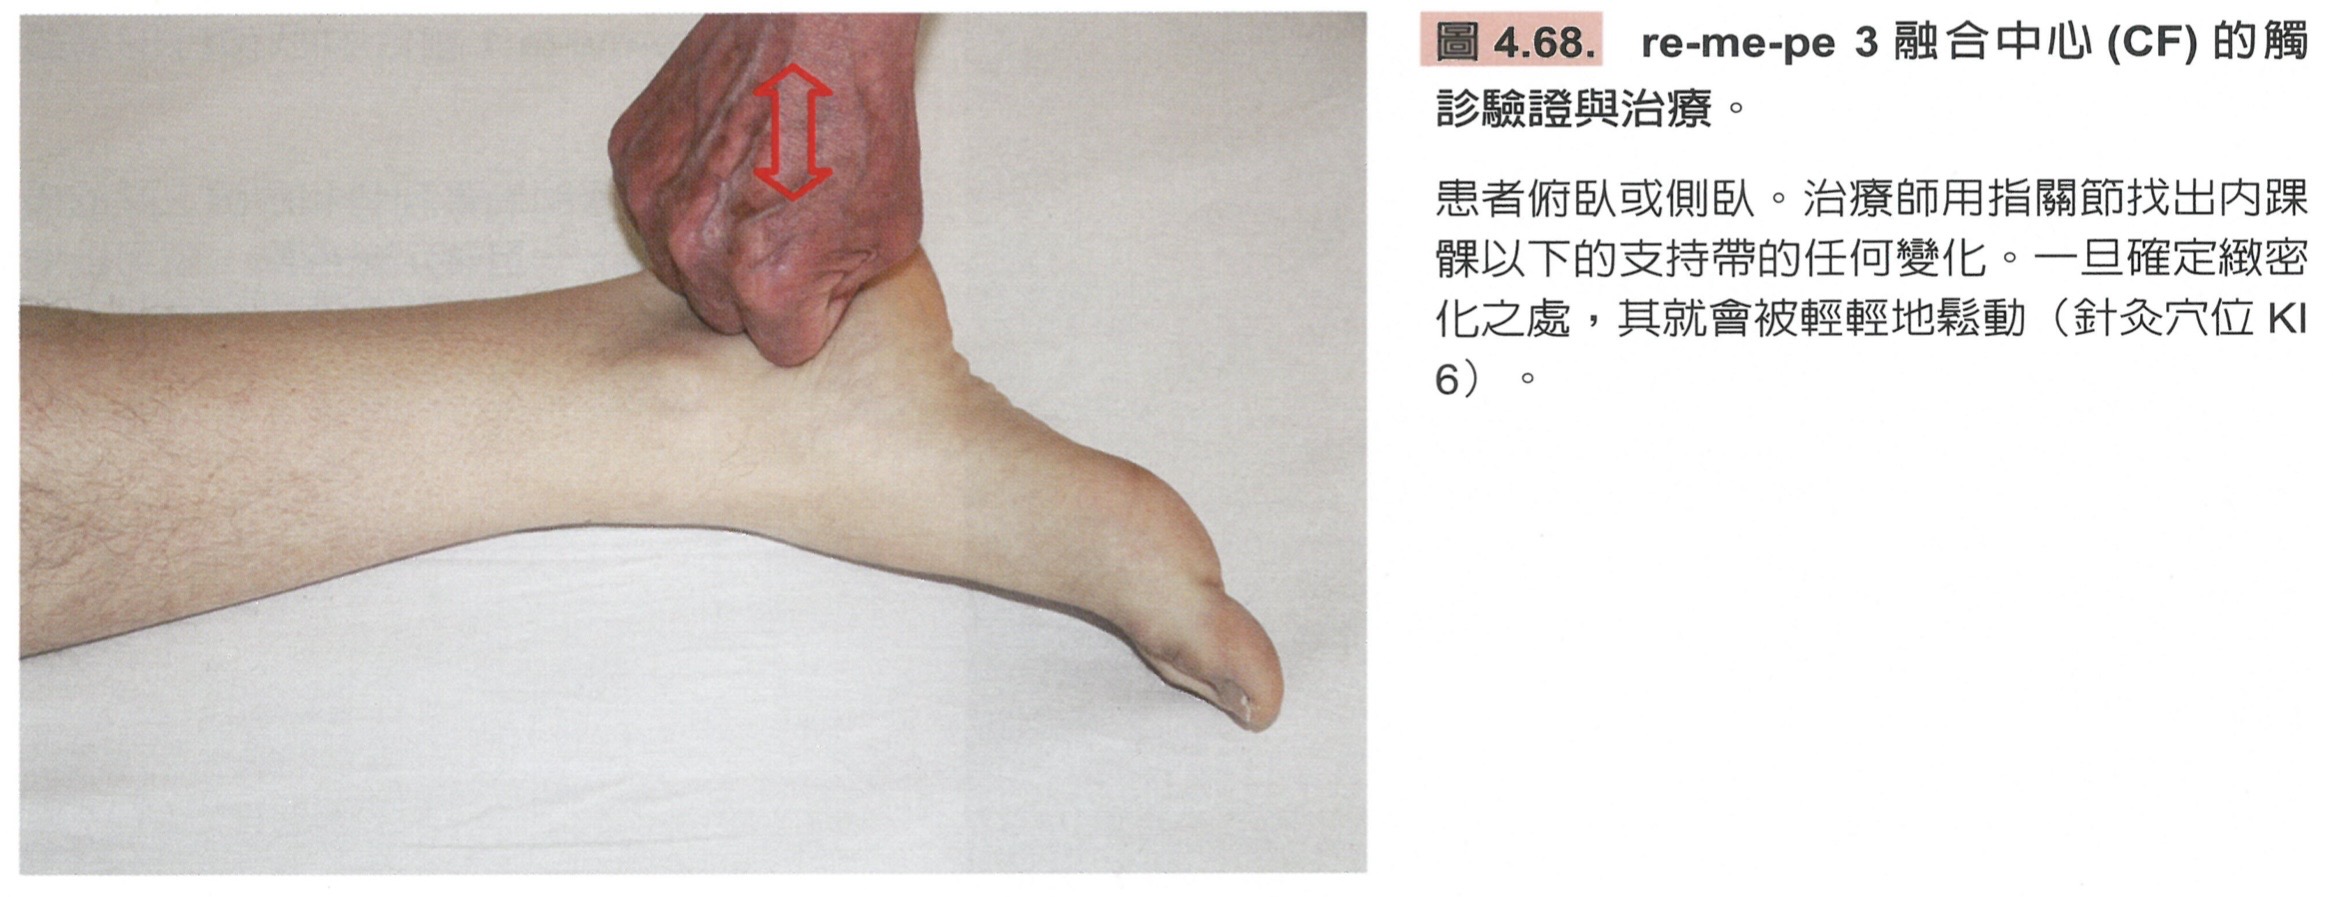 圖 4.68. re-me-pe 3 融合中心 (CF) 的觸
診驗證與治療。
患者俯臥或側臥。治療師用指關節找出內踝
髁以下的支持帶的任何變化。一旦確定緻密
化之處，其就會被輕輕地鬆動（針灸穴位 KI
6）。